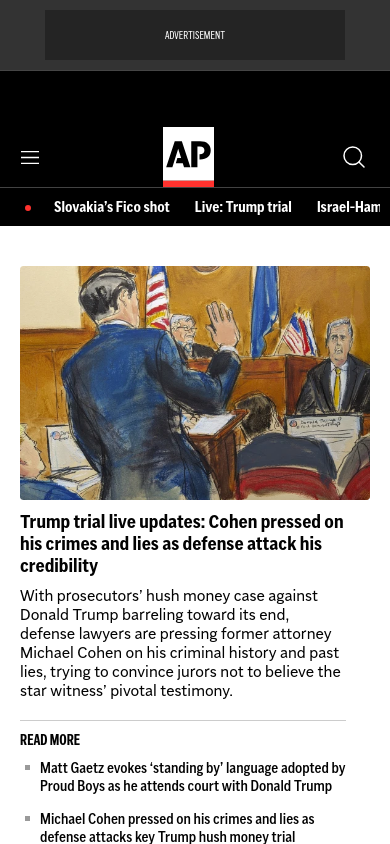 ADVERTISEMENT
AP
Slovakia's Fico shot Live: Trump trial Israel-Ham
Trump trial live updates: Cohen pressed on
his crimes and lies as defense attack his
credibility
With prosecutors’ hush money case against
Donald Trump barreling toward its end,
defense lawyers are pressing former attorney
Michael Cohen on his criminal history and past
lies, trying to convince jurors not to believe the
star witness’ pivotal testimony.
READ MORE
Matt Gaetz evokes ‘standing by’ language adopted by
Proud Boys as he attends court with Donald Trump
Michael Cohen pressed on his crimes and lies as
defense attacks key Trump hush money trial